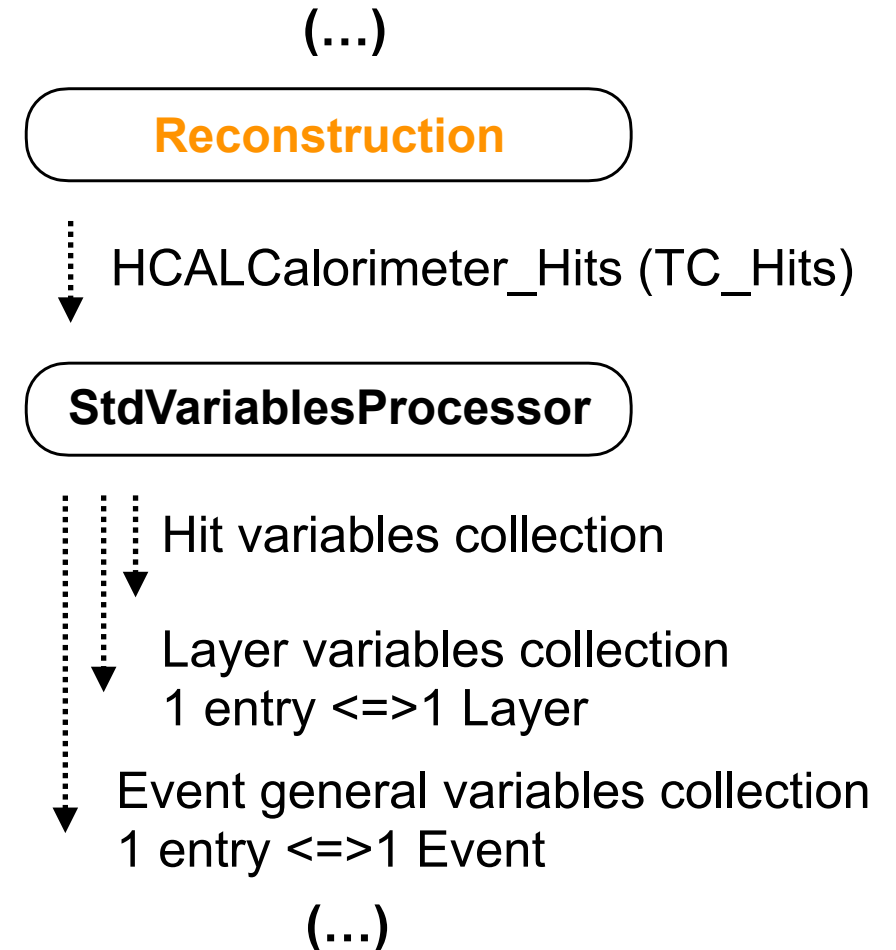 (...)
Reconstruction
HCALCalorimeter_Hits (TC_Hits)
StdVariablesProcessor
Hit variables collection
Layer variables collection
1 entry <=>1 Layer
Event general variables collection
1 entry <=>1 Event
(...)